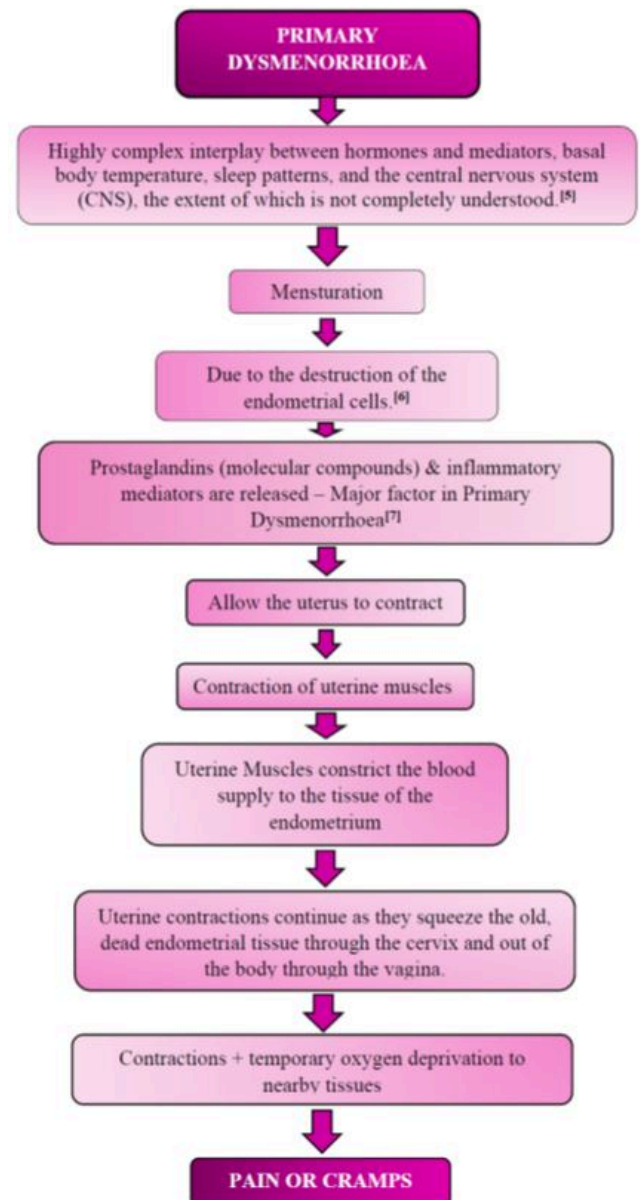 PRIMARY
DYSMENORRHOEA
Highly complex interplay between hormones and mediators, basal
body temperature, sleep patterns, and the central nervous system
(CNS), the extent of which is not completely understood.[5]
Mensturation
Due to the destruction of the
endometrial cells.[6]
Prostaglandins (molecular compounds) & inflammatory
mediators are released – Major factor in Primary
Dysmenorrhoea[7]
Allow the uterus to contract
Contraction of uterine muscles
Uterine Muscles constrict the blood
supply to the tissue of the
endometrium
Uterine contractions continue as they squeeze the old,
dead endometrial tissue through the cervix and out of
the body through the vagina.
Contractions + temporary oxygen deprivation to
nearby tissues
PAIN OR CRAMPS